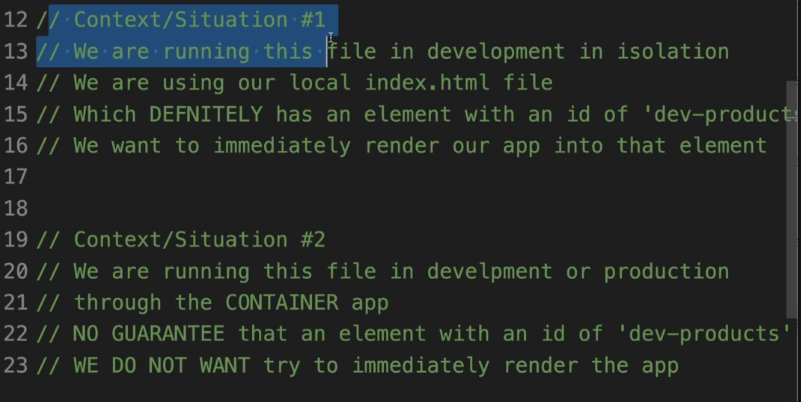 12 // Context/Situation #1
13 // We are running this file in development in isolation
14 // We are using our local index.html file
15 // Which DEFNITELY has an element with an id of 'dev-products
16 // We want to immediately render our app into that element
17
18
19 // Context/Situation #2
20 // We are running this file in develpment or production
21 // through the CONTAINER app
22 // NO GUARANTEE that an element with an id of 'dev-products'
23 // WE DO NOT WANT try to immediately render the app